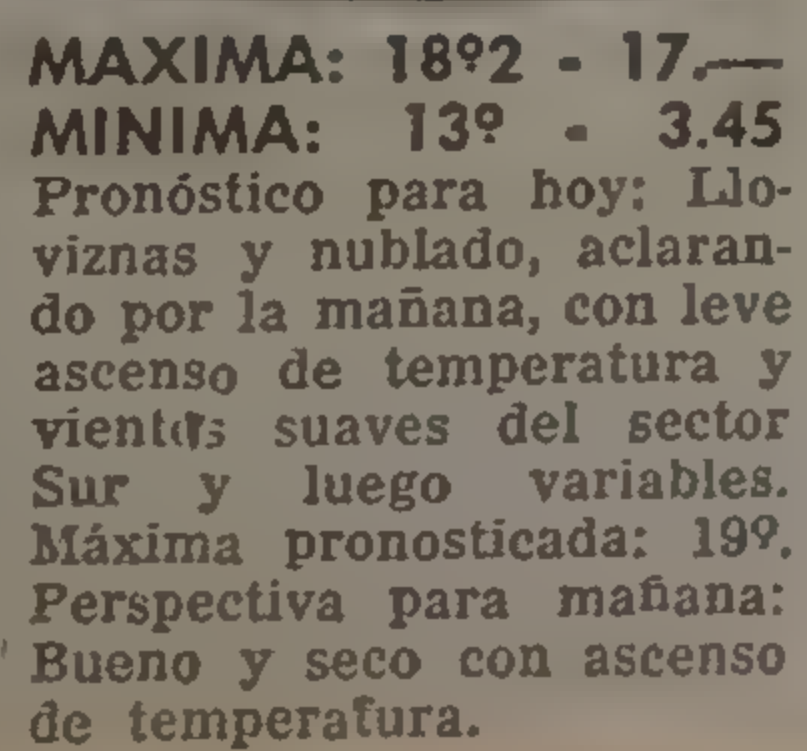 MAXIMA: 18º2 - 17.—
MINIMA: 13º - 3.45
Pronóstico para hoy: Llo-
viznas y nublado, aclaran-
do por la mañana, con leve
ascenso de temperatura y
vientos suaves del sector
Sur y luego variables.
Máxima pronosticada: 19º.
Perspectiva para mañana:
Bueno y seco con ascenso
de temperatura.